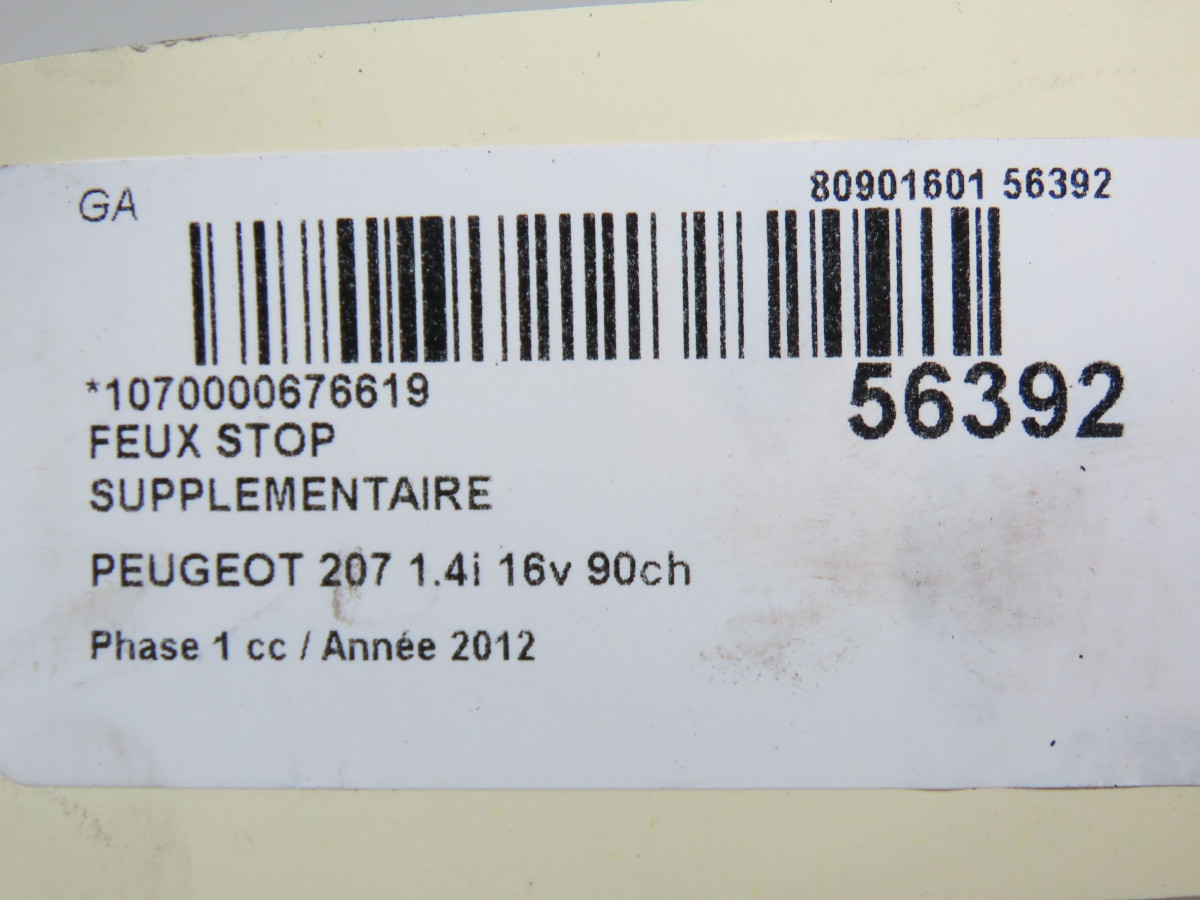 GA
80901601 56392
*1070000676619
56392
FEUX STOP
SUPPLEMENTAIRE
PEUGEOT 207 1.4i 16v 90ch
Phase 1 cc / Année 2012